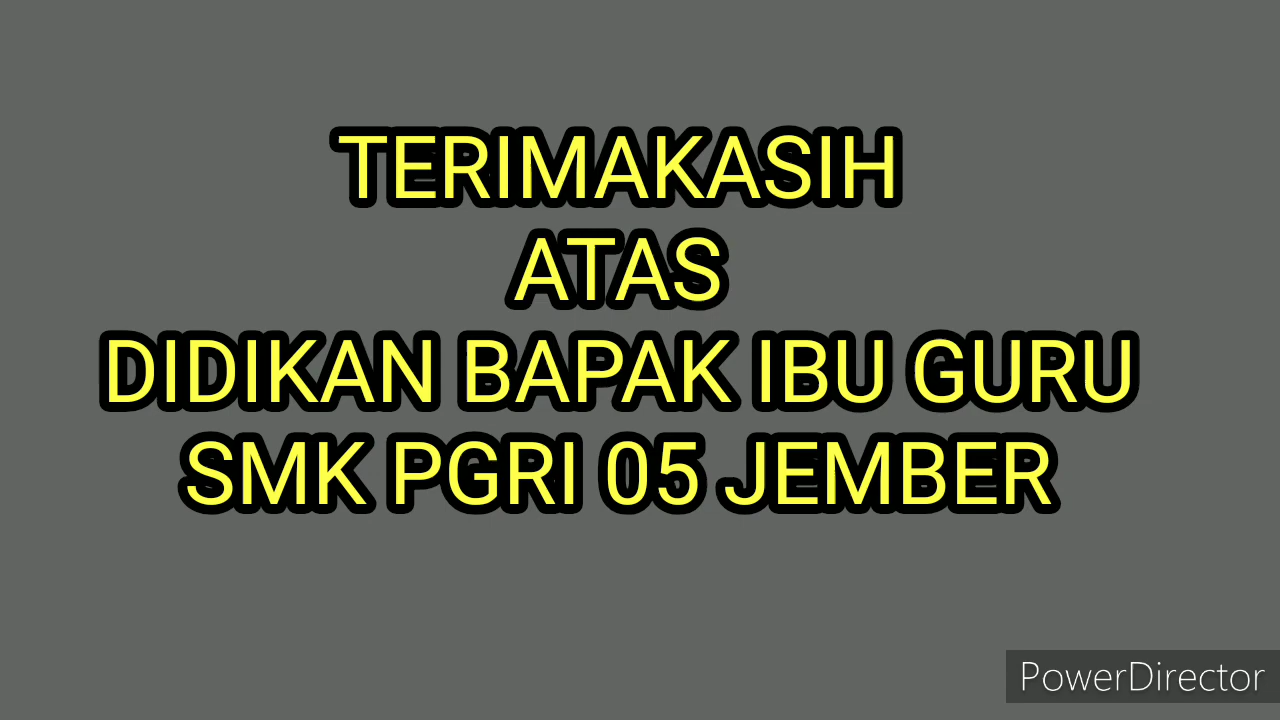 TERIMAKASIH
ATAS
DIDIKAN BAPAK IBU GURU
SMK PGRI 05 JEMBER
PowerDirector